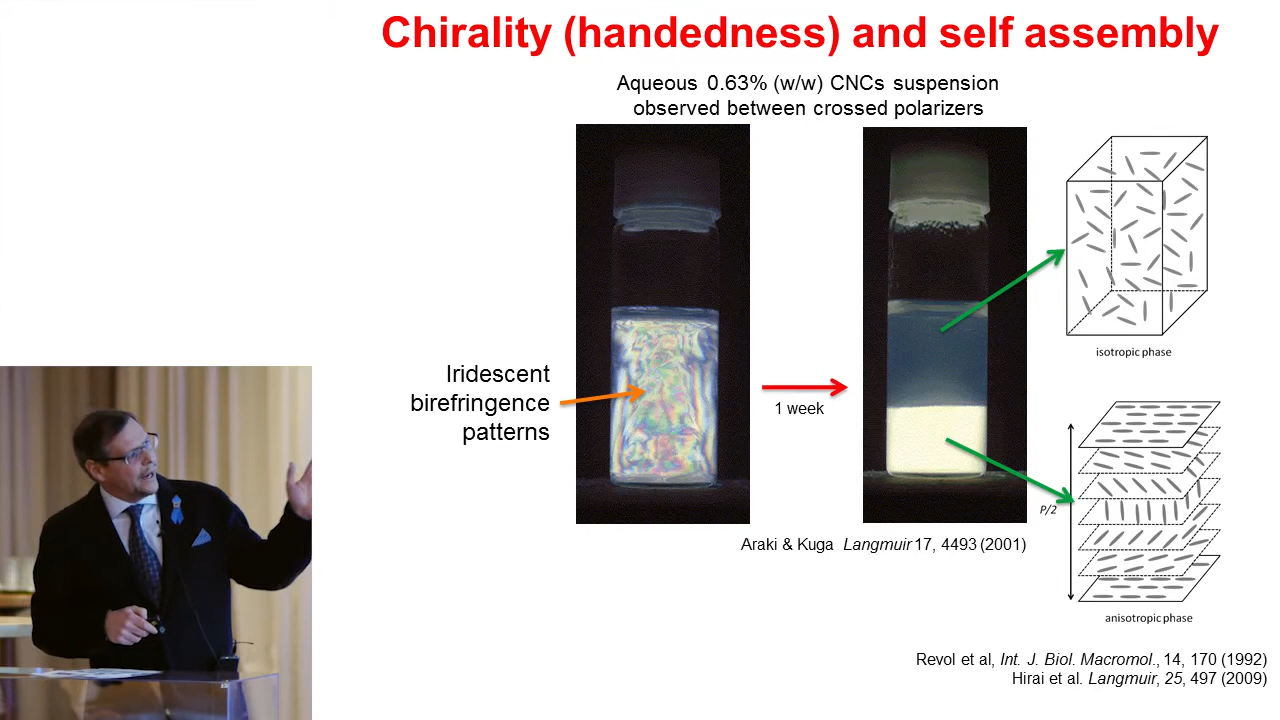 Chirality (handedness) and self assembly
Aqueous 0.63% (w/w) CNCs suspension
observed between crossed polarizers
Iridescent
birefringence
patterns
1 week
isotropic phase
P/2
anisotropic phase
Araki & Kuga Langmuir 17, 4493 (2001)
Revol et al, Int. J. Biol. Macromol., 14, 170 (1992)
Hirai et al. Langmuir, 25, 497 (2009)